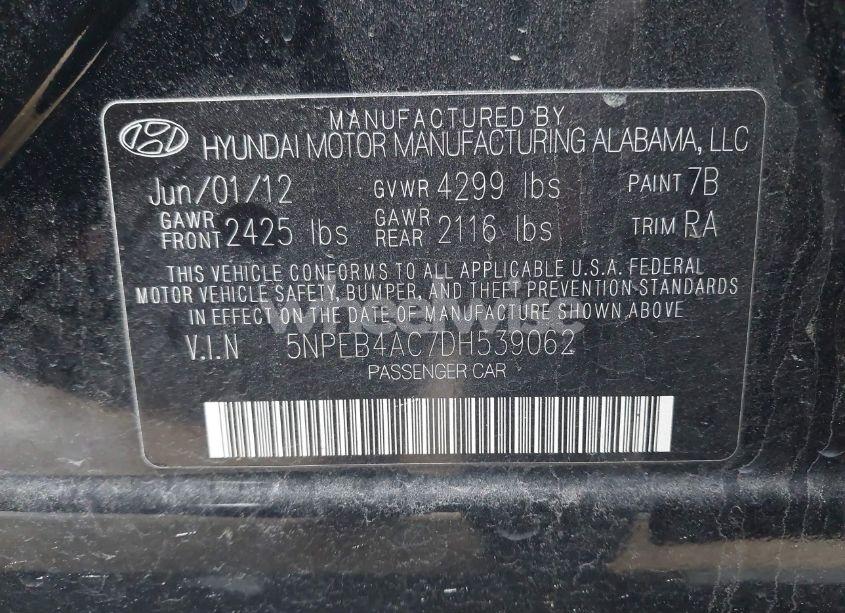 MANUFACTURED BY
HYUNDAI MOTOR MANUFACTURING ALABAMA, LLC
Jun/01/12 GVWR 4299 lbs PAINT 7B
GAWR FRONT 2425 lbs GAWR REAR 2116 lbs TRIM RA
THIS VEHICLE CONFORMS TO ALL APPLICABLE U.S.A. FEDERAL
MOTOR VEHICLE SAFETY, BUMPER, AND THEFT PREVENTION STANDARDS
IN EFFECT ON THE DATE OF MANUFACTURE SHOWN ABOVE
wheelwise
V.I.N 5NPEB4AC7DH539062
PASSENGER CAR